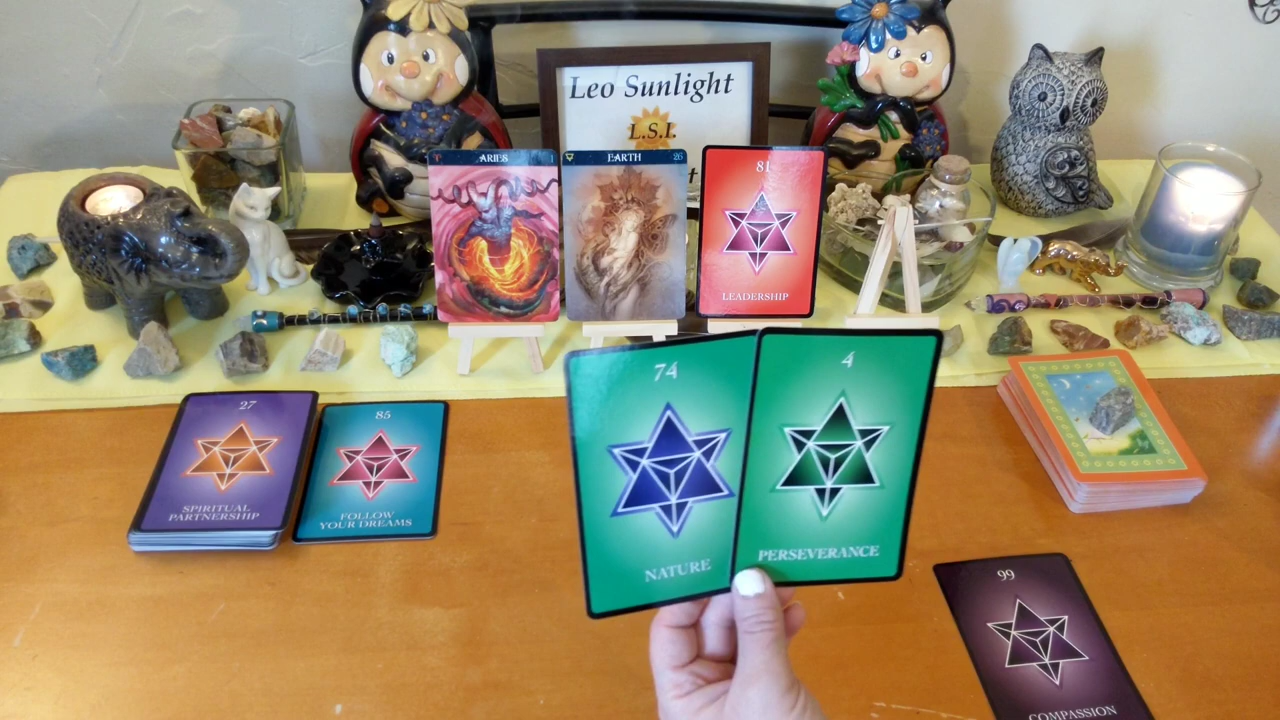 Leo Sunlight
L.S.I.
ARIES
1
EARTH
26
81
LEADERSHIP
74
NATURE
4
PERSEVERANCE
27
SPIRITUAL
PARTNERSHIP
85
FOLLOW
YOUR DREAMS
99
COMPASSION